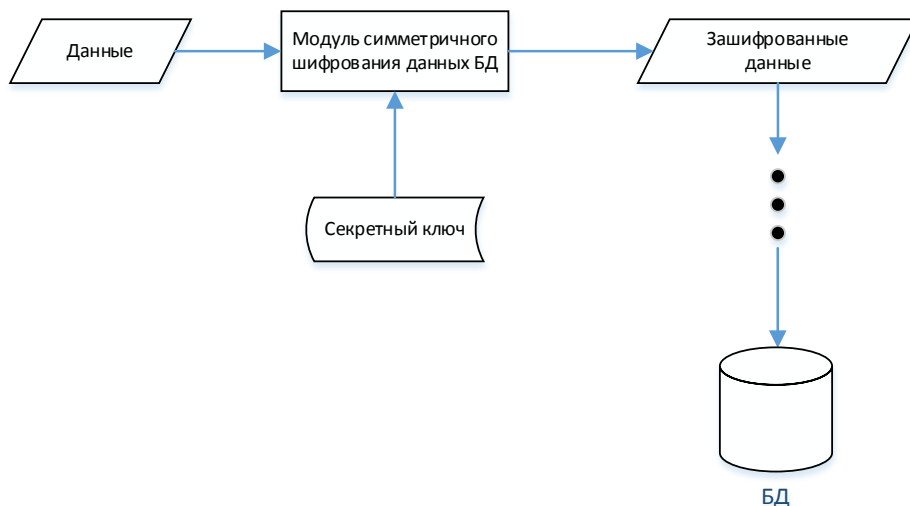 Данные
Модуль симметричного
шифрования данных БД
Зашифрованные
данные
Секретный ключ
БД